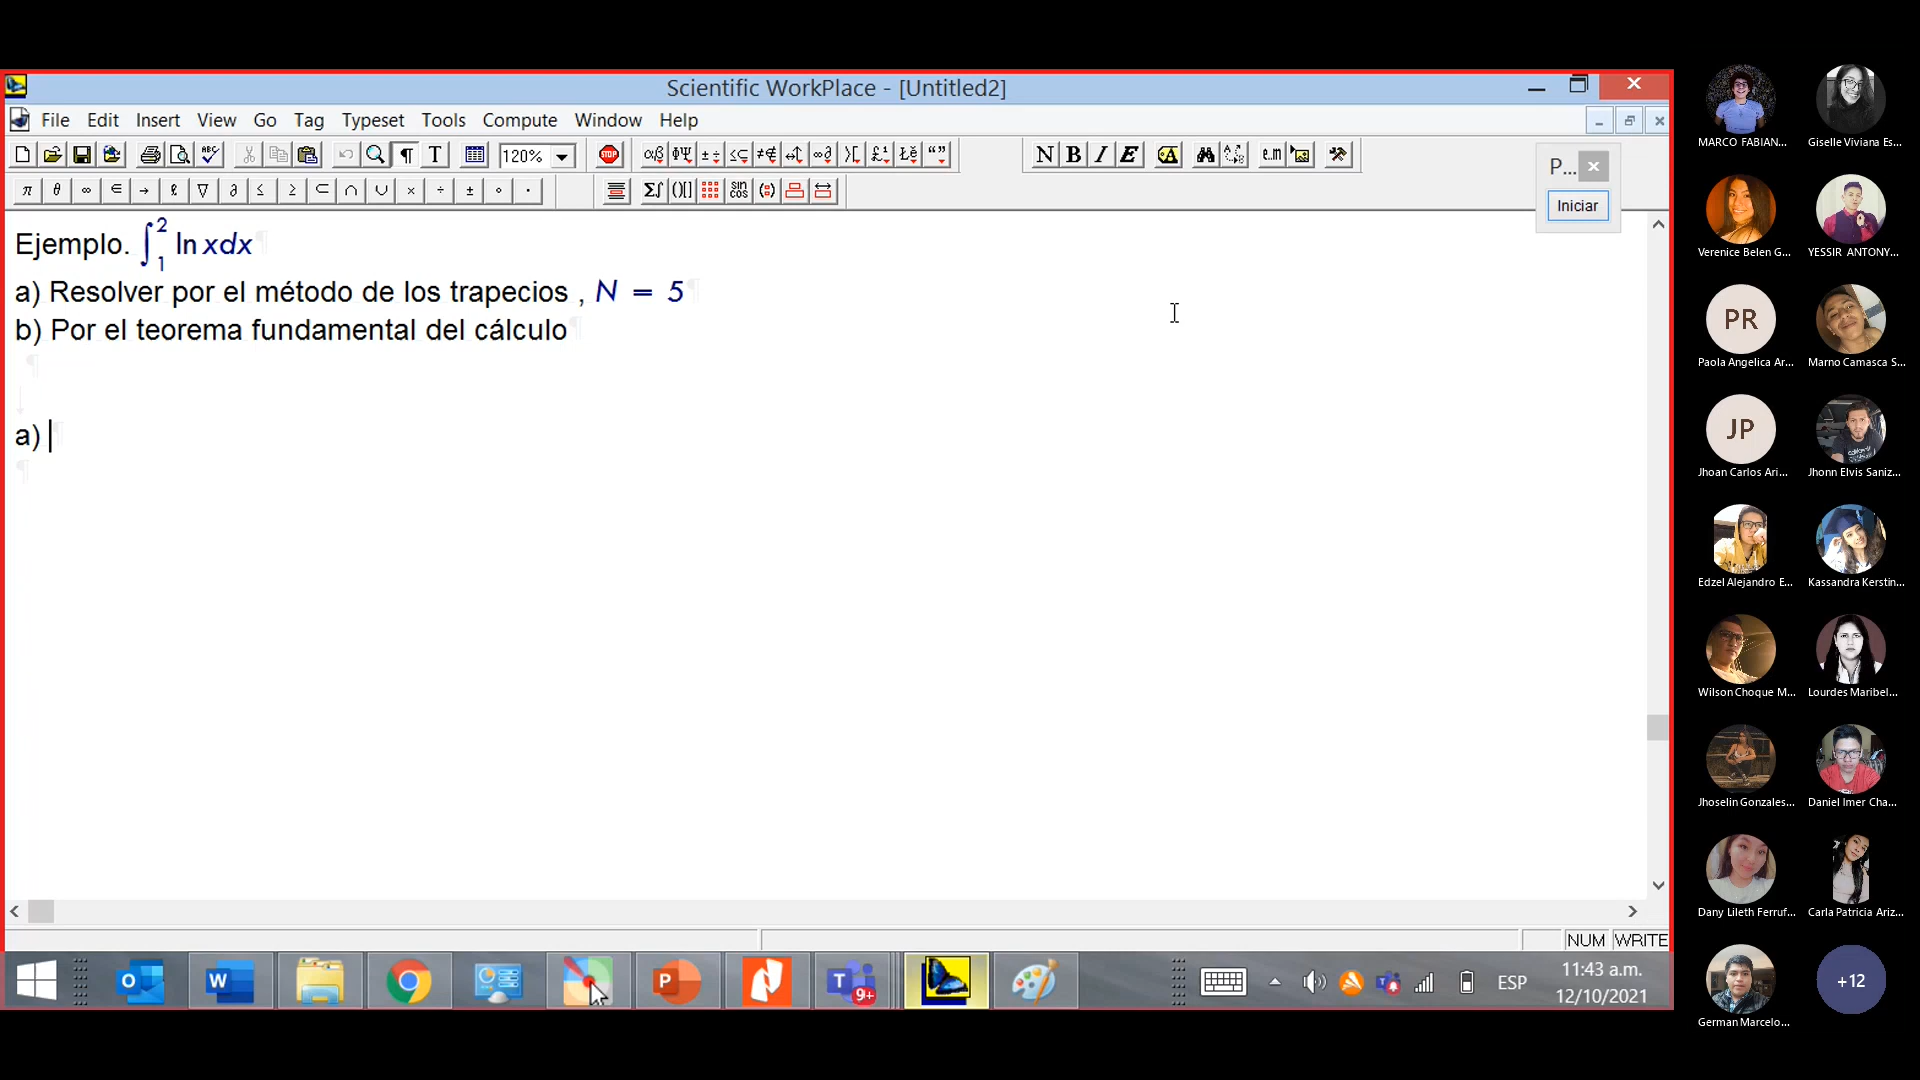 Scientific WorkPlace - [Untitled2]
File Edit Insert View Go Tag Typeset Tools Compute Window Help
120%
STOP
N B I E
sin cos
P...
Iniciar
Ejemplo. ∫₁² ln xdx
a) Resolver por el método de los trapecios , N = 5
b) Por el teorema fundamental del cálculo
a)
NUM WRITE
9+
ESP
11:43 a.m.
12/10/2021
MARCO FABIAN...
Giselle Viviana Es...
Verenice Belen G...
YESSIR ANTONY...
PR
Paola Angelica Ar...
Marno Camasca S...
JP
Jhoan Carlos Ari...
Jhonn Elvis Saniz...
Edzel Alejandro E...
Kassandra Kerstin...
Wilson Choque M...
Lourdes Maribel...
Jhoselin Gonzales...
Daniel Imer Cha...
Dany Lileth Ferruf...
Carla Patricia Ariz...
German Marcelo...
+12